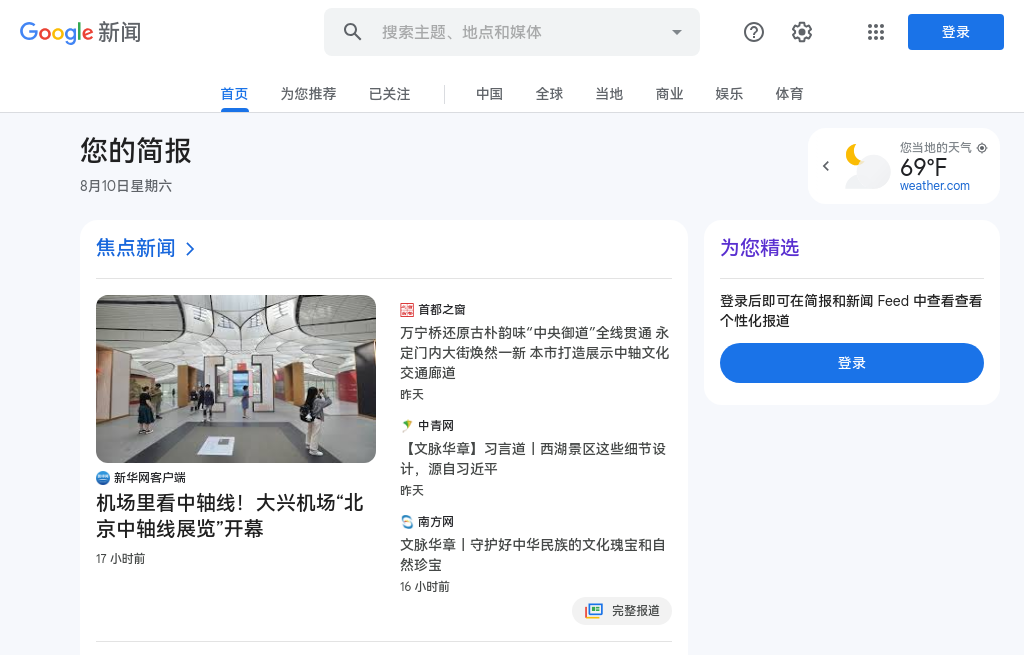 Google 新闻
搜索主题、地点和媒体
登录
首页 为您推荐 已关注 中国 全球 当地 商业 娱乐 体育
您的简报
8月10日星期六
您当地的天气
69°F
weather.com
焦点新闻
新华网客户端
机场里看中轴线！大兴机场“北
京中轴线展览”开幕
17 小时前
首都之窗
万宁桥还原古朴韵味“中央御道”全线贯通 永
定门内大街焕然一新 本市打造展示中轴文化
交通廊道
昨天
中青网
【文脉华章】习言道丨西湖景区这些细节设
计，源自习近平
昨天
南方网
文脉华章丨守护好中华民族的文化瑰宝和自
然珍宝
16 小时前
完整报道
为您精选
登录后即可在简报和新闻 Feed 中查看查看
个性化报道
登录